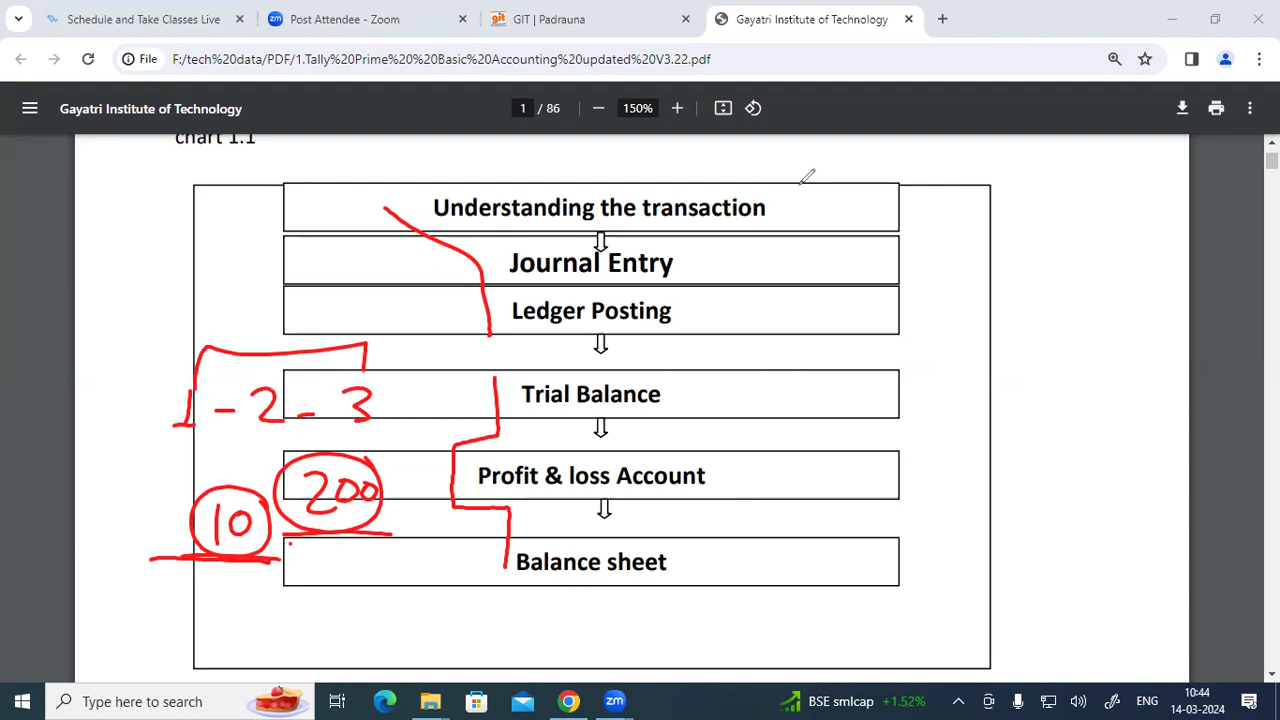 Schedule and Take Classes Live
Post Attendee - Zoom
GIT | Padrauna
Gayatri Institute of Technology
File
F:/tech%20data/PDF/1.Tally%20Prime%20%20Basic%20Accounting%20updated%20V3.22.pdf
Gayatri Institute of Technology
1 / 86
150%
chart 1.1
Understanding the transaction
Journal Entry
Ledger Posting
Trial Balance
1 - 2 - 3
Profit & loss Account
200
10
Balance sheet
Type here to search
BSE smlcap +1.52%
ENG
10:44
14-03-2024